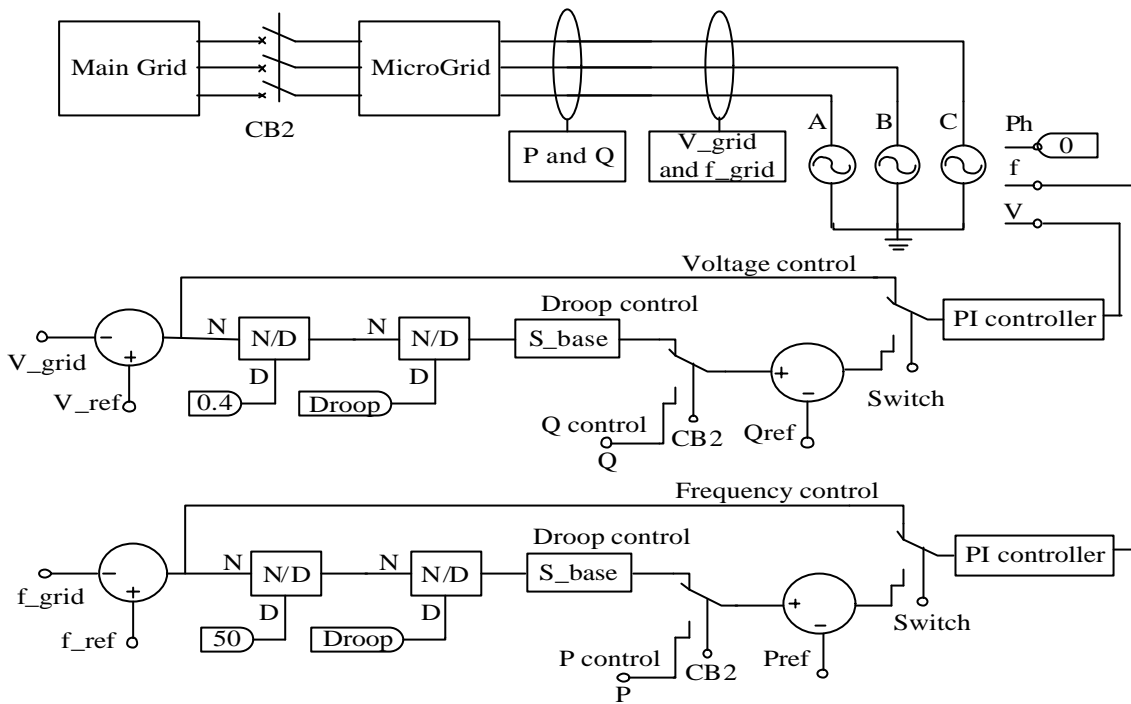 Main Grid
CB2
MicroGrid
P and Q
V_grid
and f_grid
A
B
C
Ph
0
f
V
Voltage control
Droop control
V_grid
V_ref
-
+
N
N/D
D
0.4
N
N/D
D
Droop
S_base
Q control
Q
CB2
+
-
Qref
Switch
PI controller
Frequency control
Droop control
f_grid
f_ref
-
+
N
N/D
D
50
N
N/D
D
Droop
S_base
P control
P
CB2
+
-
Pref
Switch
PI controller